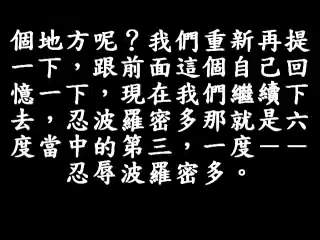 個地方呢？我們重新再提
一下，跟前面這個自己回
憶一下，現在我們繼續下
去，忍波羅密多那就是六
度當中的第三，一度－－
忍辱波羅密多。